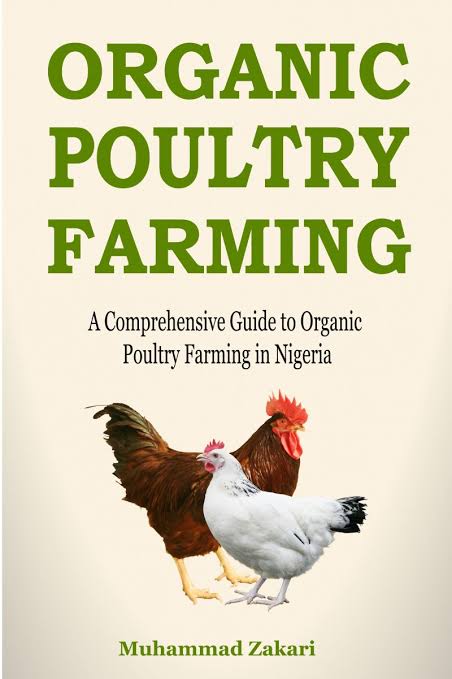 ORGANIC
POULTRY
FARMING
A Comprehensive Guide to Organic
Poultry Farming in Nigeria
Muhammad Zakari